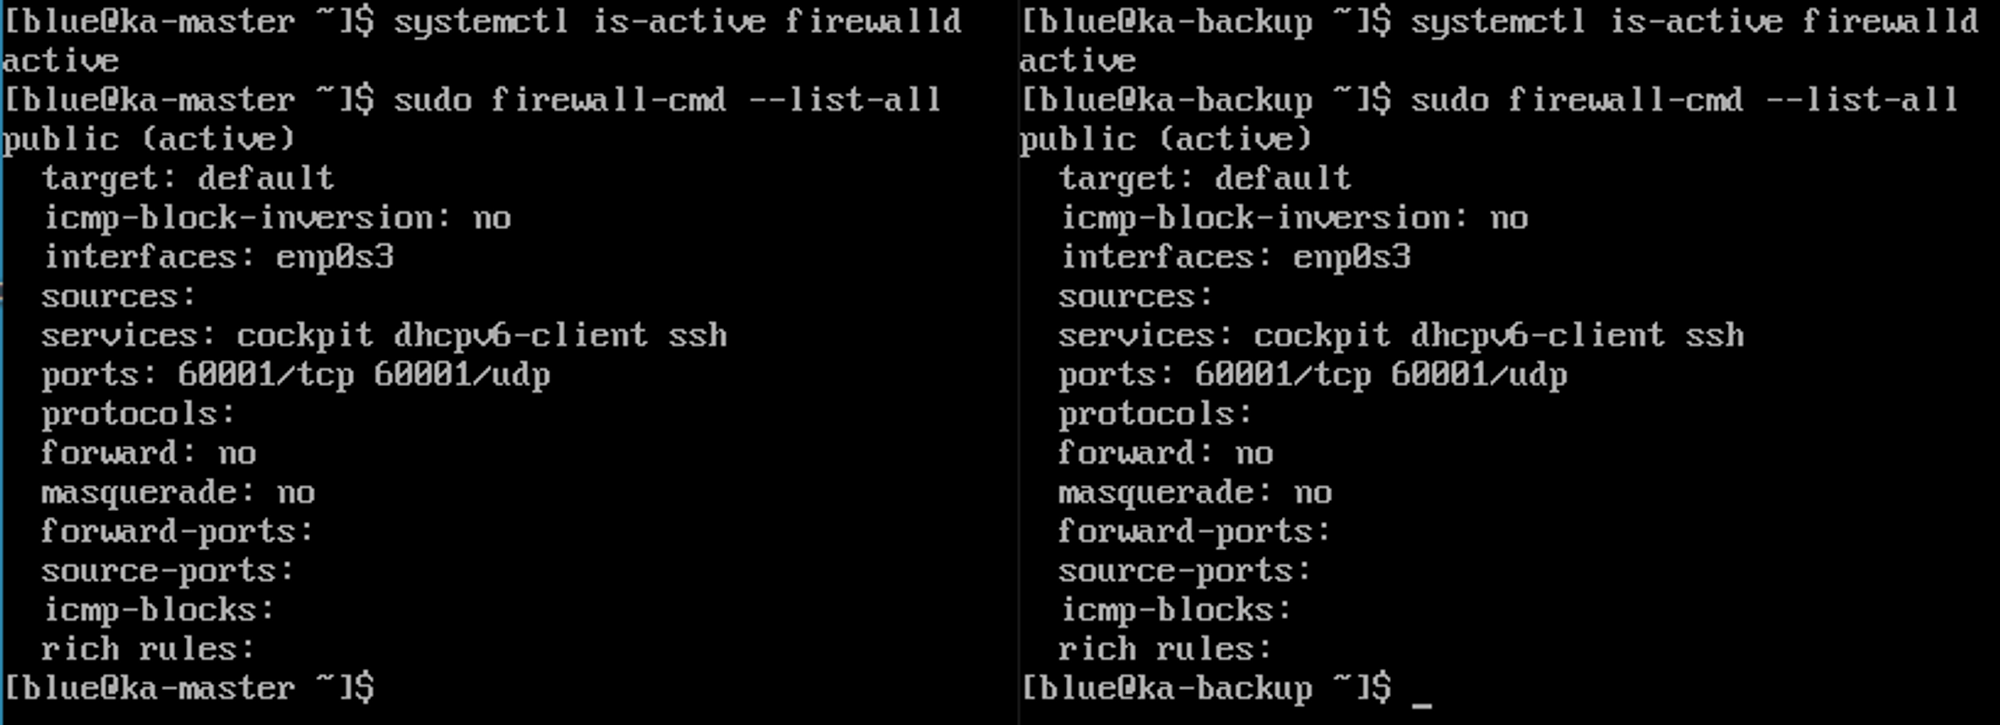 [blue@ka-master ~]$ systemctl is-active firewalld
active
[blue@ka-master ~]$ sudo firewall-cmd --list-all
public (active)
  target: default
  icmp-block-inversion: no
  interfaces: enp0s3
  sources:
  services: cockpit dhcpv6-client ssh
  ports: 60001/tcp 60001/udp
  protocols:
  forward: no
  masquerade: no
  forward-ports:
  source-ports:
  icmp-blocks:
  rich rules:
[blue@ka-master ~]$
[blue@ka-backup ~]$ systemctl is-active firewalld
active
[blue@ka-backup ~]$ sudo firewall-cmd --list-all
public (active)
  target: default
  icmp-block-inversion: no
  interfaces: enp0s3
  sources:
  services: cockpit dhcpv6-client ssh
  ports: 60001/tcp 60001/udp
  protocols:
  forward: no
  masquerade: no
  forward-ports:
  source-ports:
  icmp-blocks:
  rich rules:
[blue@ka-backup ~]$ _